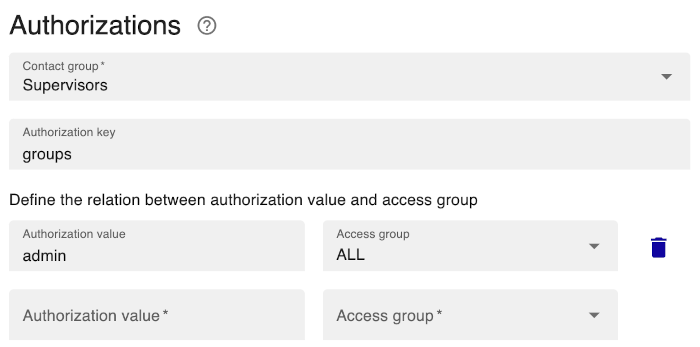 Authorizations ?
Contact group*
Supervisors
Authorization key
groups
Define the relation between authorization value and access group
Authorization value Access group
admin ALL
Authorization value* Access group*